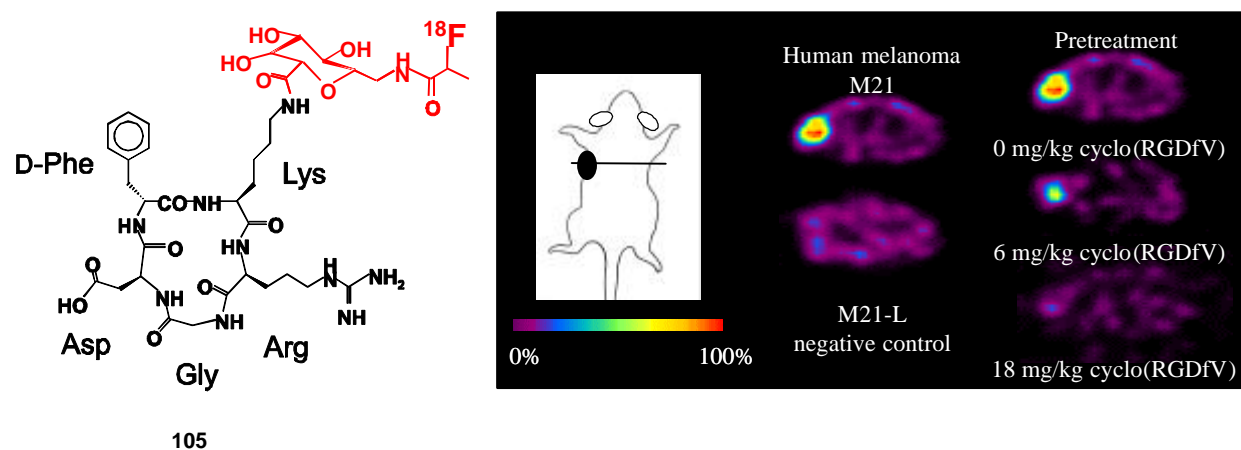 18F
HO
OH
HO
HO
O
O
NH
O
NH
D-Phe
Lys
CO-NH
O
HN
O
HN
O
O
HO
NH
O
NH
O
H
N
NH2
NH
Asp
Gly
Arg
105
Human melanoma
M21
M21-L
negative control
0%
100%
Pretreatment
0 mg/kg cyclo(RGDfV)
6 mg/kg cyclo(RGDfV)
18 mg/kg cyclo(RGDfV)